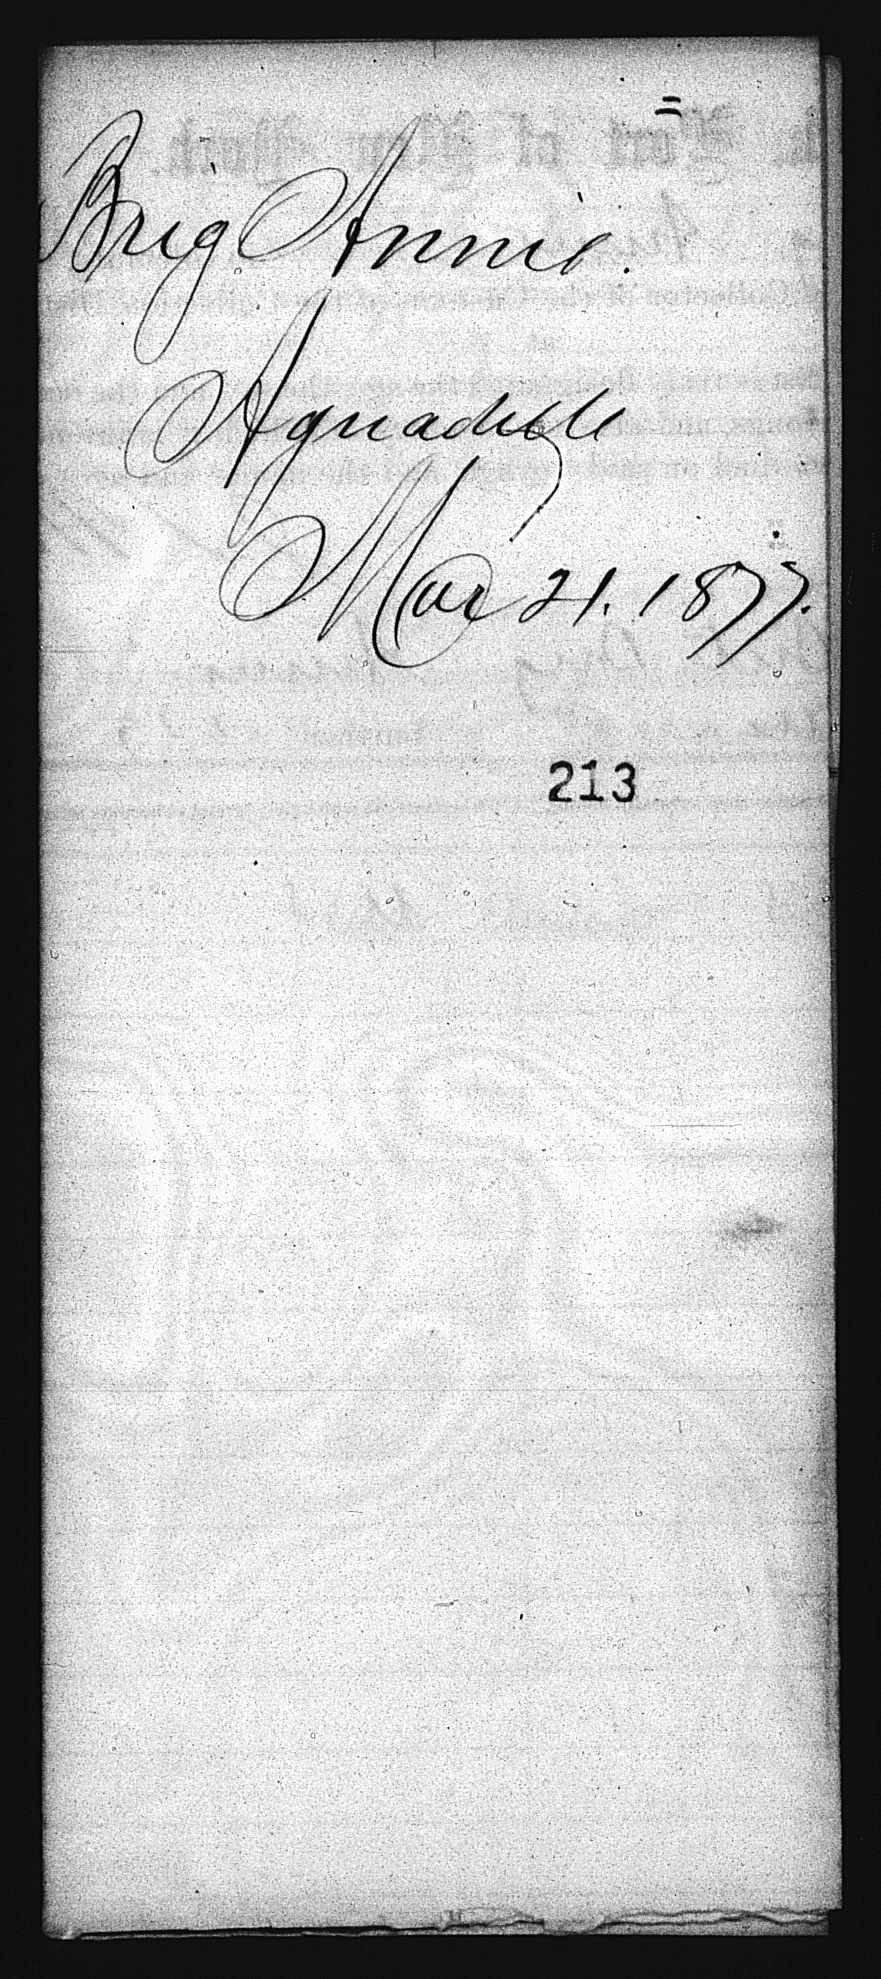 Brig Annie.
Aguadilla
Mar 21. 1877.
213